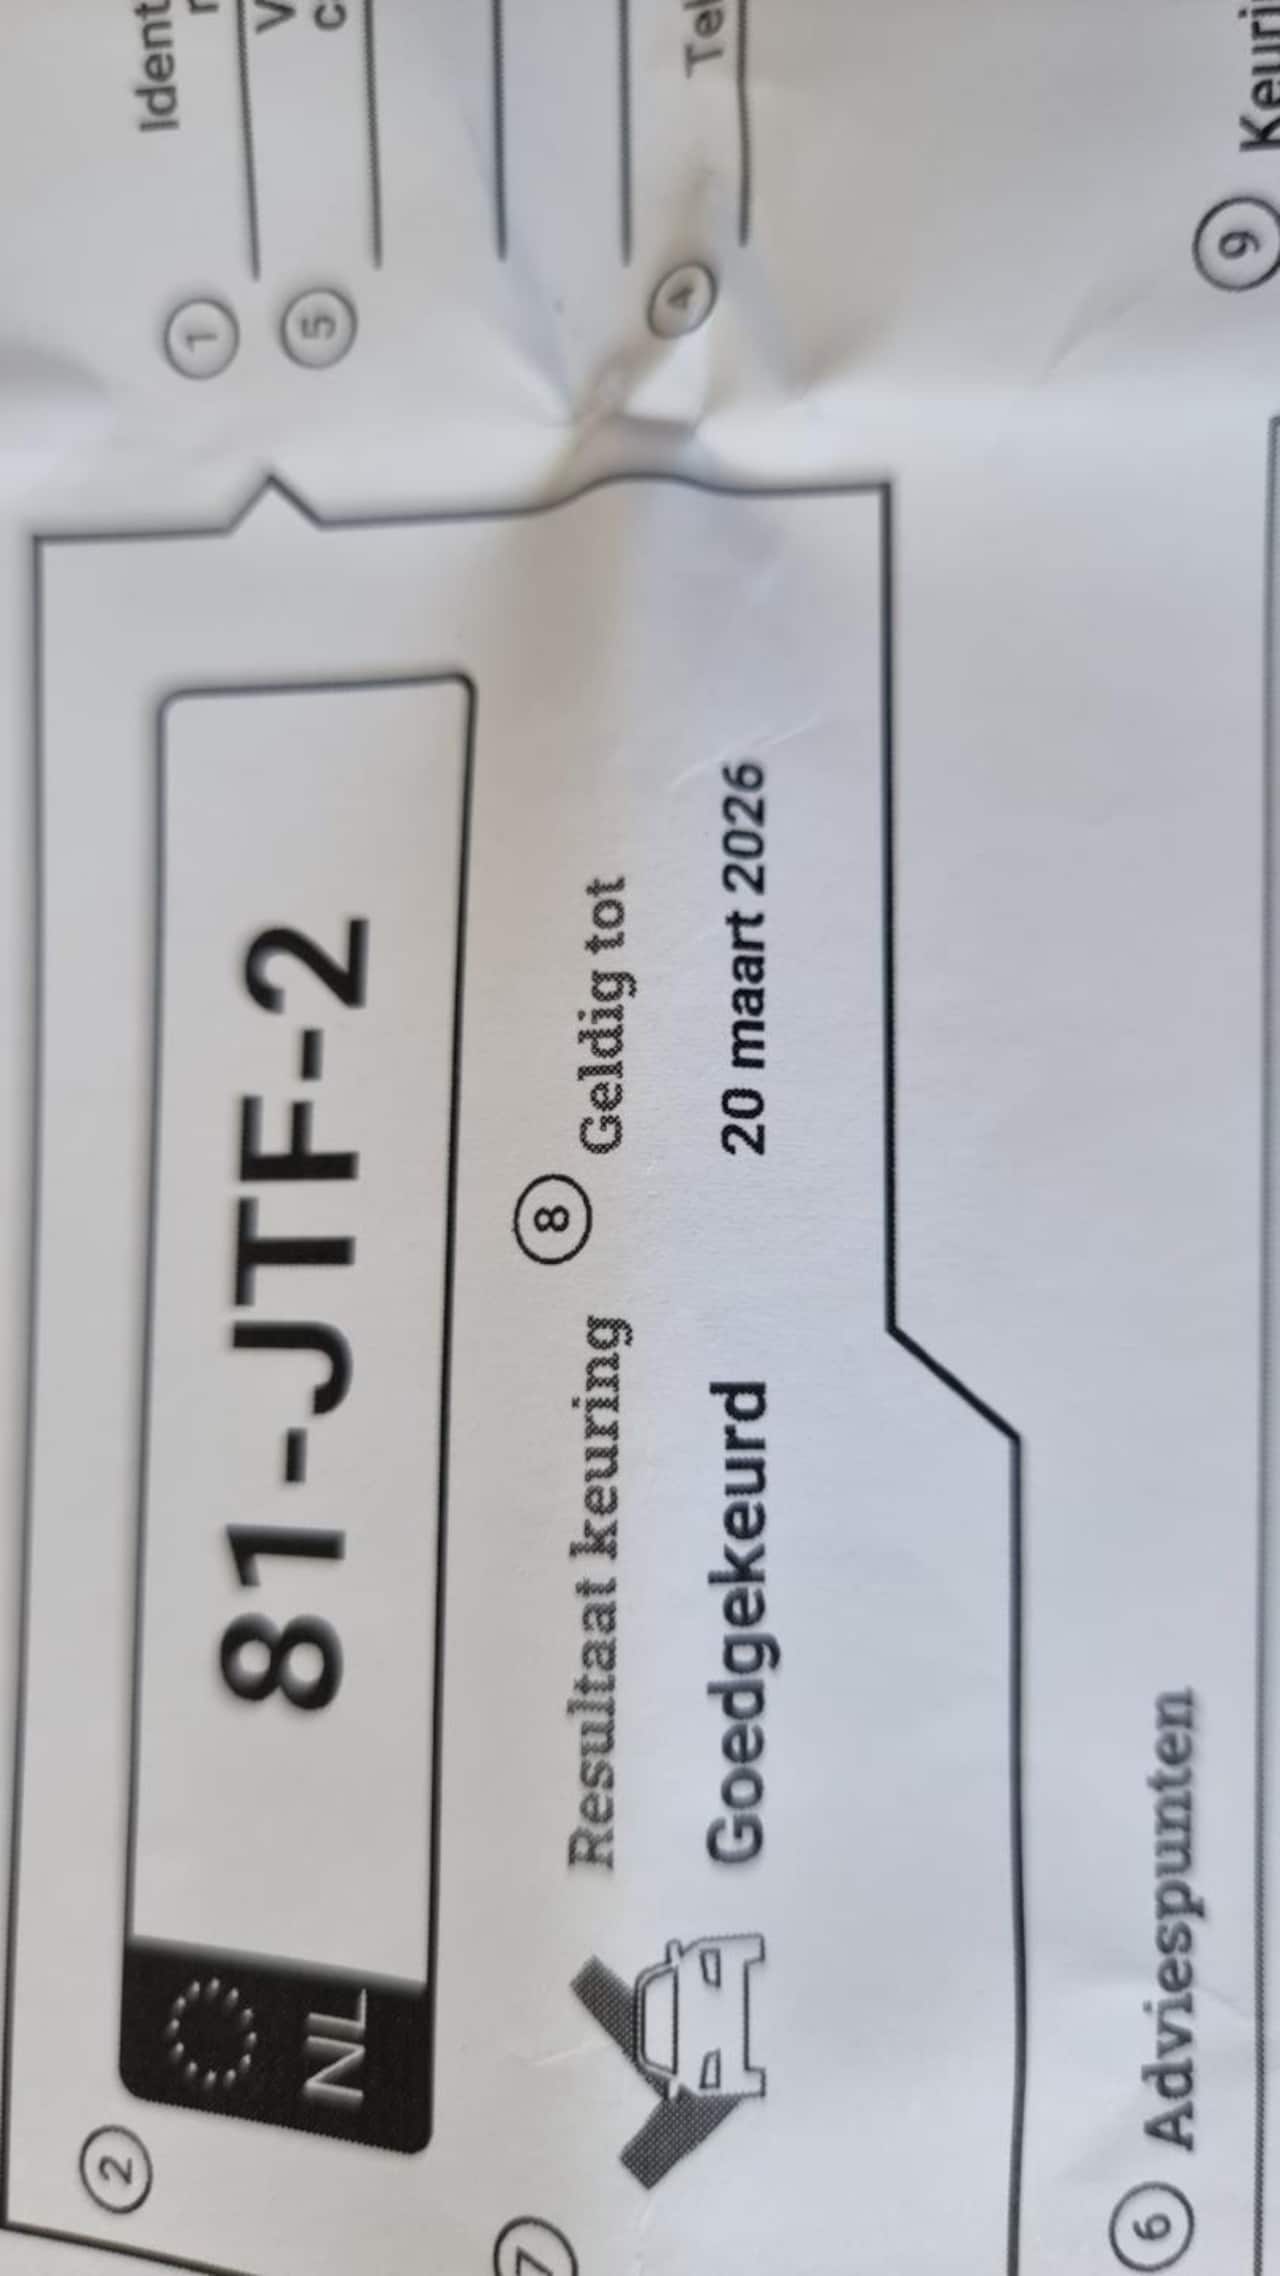 2
NL
81-JTF-2
7
Resultaat keuring
Goedgekeurd
8
Geldig tot
20 maart 2026
6 Adviespunten
1
5
4
9